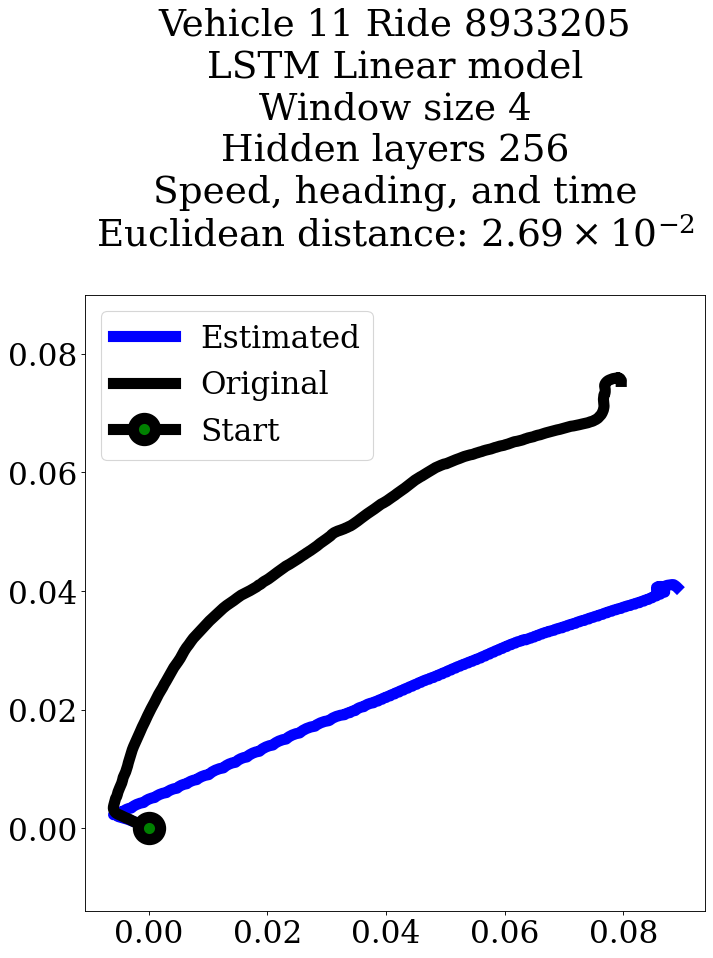 Vehicle 11 Ride 8933205
LSTM Linear model
Window size 4
Hidden layers 256
Speed, heading, and time
Euclidean distance: 2.69 × 10⁻²
Estimated
Original
Start
0.08
0.06
0.04
0.02
0.00
0.00 0.02 0.04 0.06 0.08